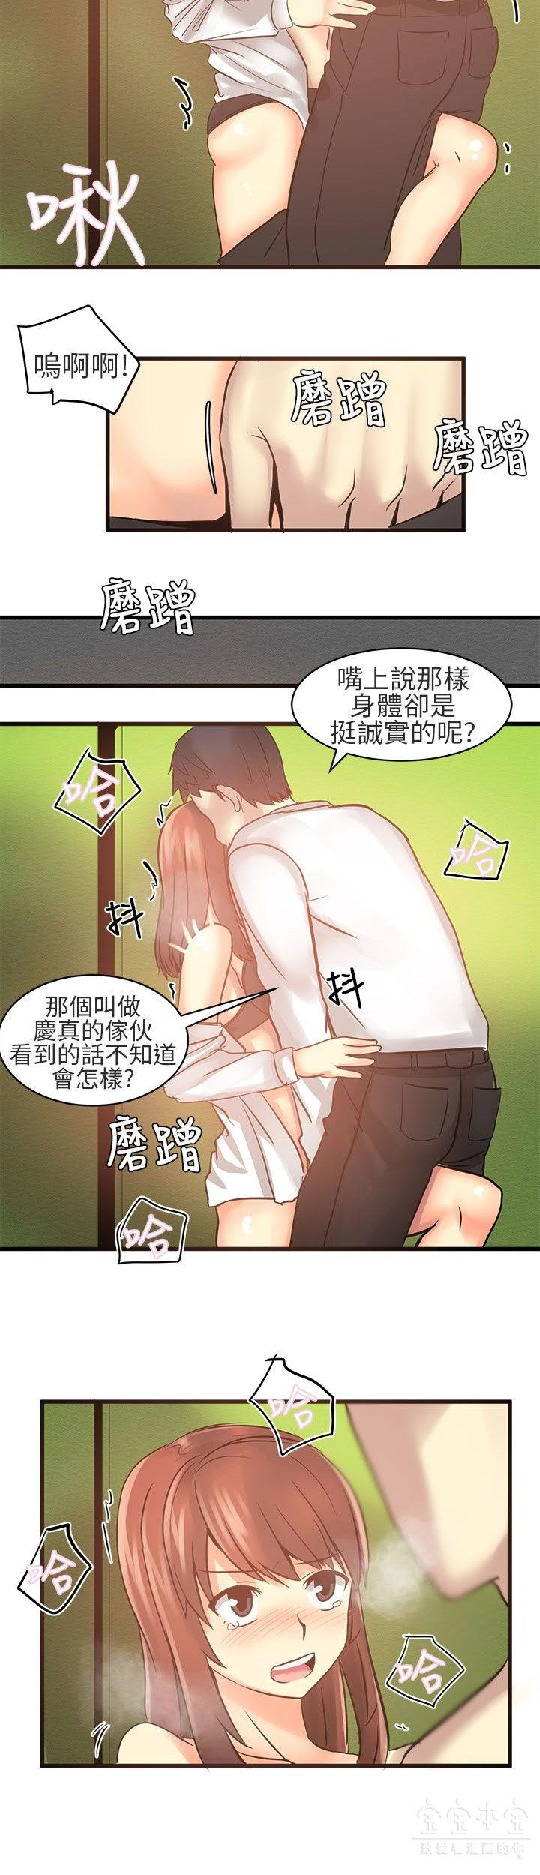 啾
嗚啊啊!
磨蹭
磨蹭
磨蹭
嘴上說那樣
身體卻是
挺誠實的呢?
哈
哈
抖
抖
那個叫做
慶真的傢伙
看到的話不知道
會怎樣?
磨蹭
哈
哈
哈
哈